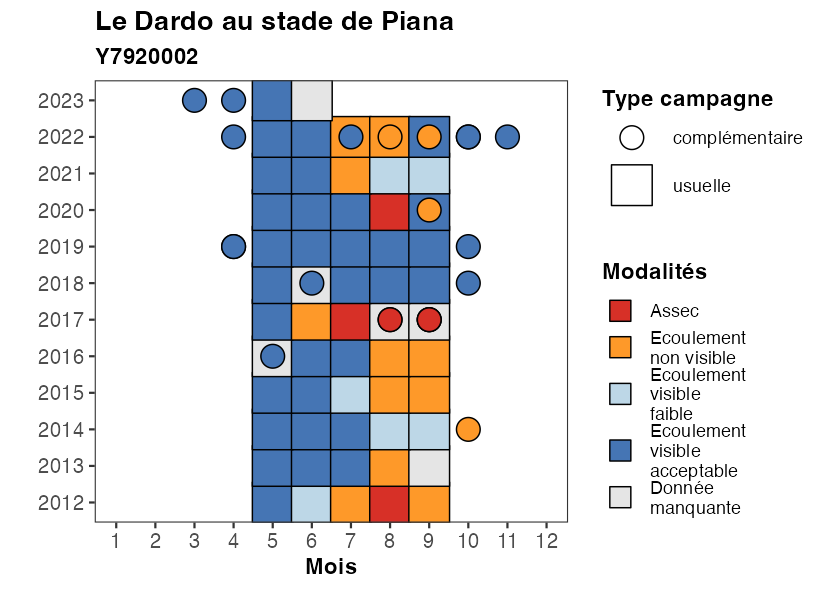 Le Dardo au stade de Piana
Y7920002
2023
2022
2021
2020
2019
2018
2017
2016
2015
2014
2013
2012
1 2 3 4 5 6 7 8 9 10 11 12
Mois
Type campagne
complémentaire
usuelle
Modalités
Assec
Ecoulement
non visible
Ecoulement
visible
faible
Ecoulement
visible
acceptable
Donnée
manquante